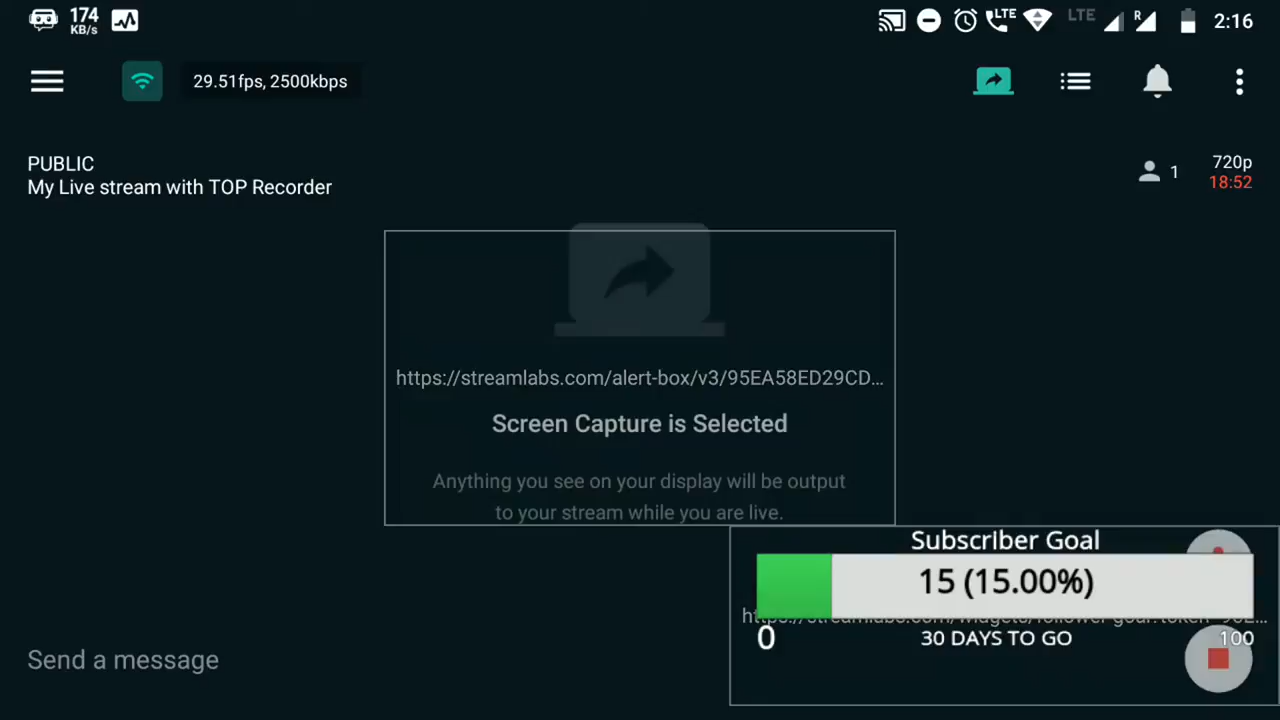 174
KB/s
LTE
LTE
R
2:16
29.51fps, 2500kbps
PUBLIC
My Live stream with TOP Recorder
1
720p
18:52
https://streamlabs.com/alert-box/v3/95EA58ED29CD...
Screen Capture is Selected
Anything you see on your display will be output
to your stream while you are live.
Subscriber Goal
15 (15.00%)
0
30 DAYS TO GO
100
Send a message